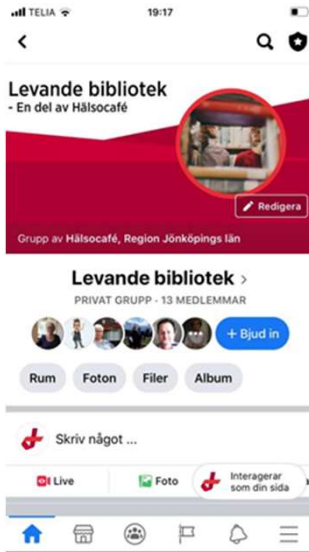 TELIA 19:17
Levande bibliotek
- En del av Hälsocafé
Redigera
Grupp av Hälsocafé, Region Jönköpings län
Levande bibliotek >
PRIVAT GRUPP · 13 MEDLEMMAR
+ Bjud in
Rum Foton Filer Album
Skriv något ...
Live Foto Interagerar
som din sida